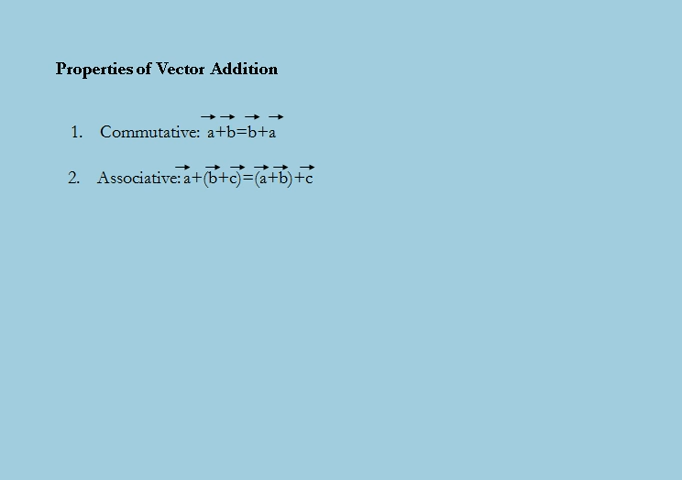 Properties of Vector Addition
1. Commutative: a⃗+b⃗=b⃗+a⃗
2. Associative: a⃗+(b⃗+c⃗)=(a⃗+b⃗)+c⃗